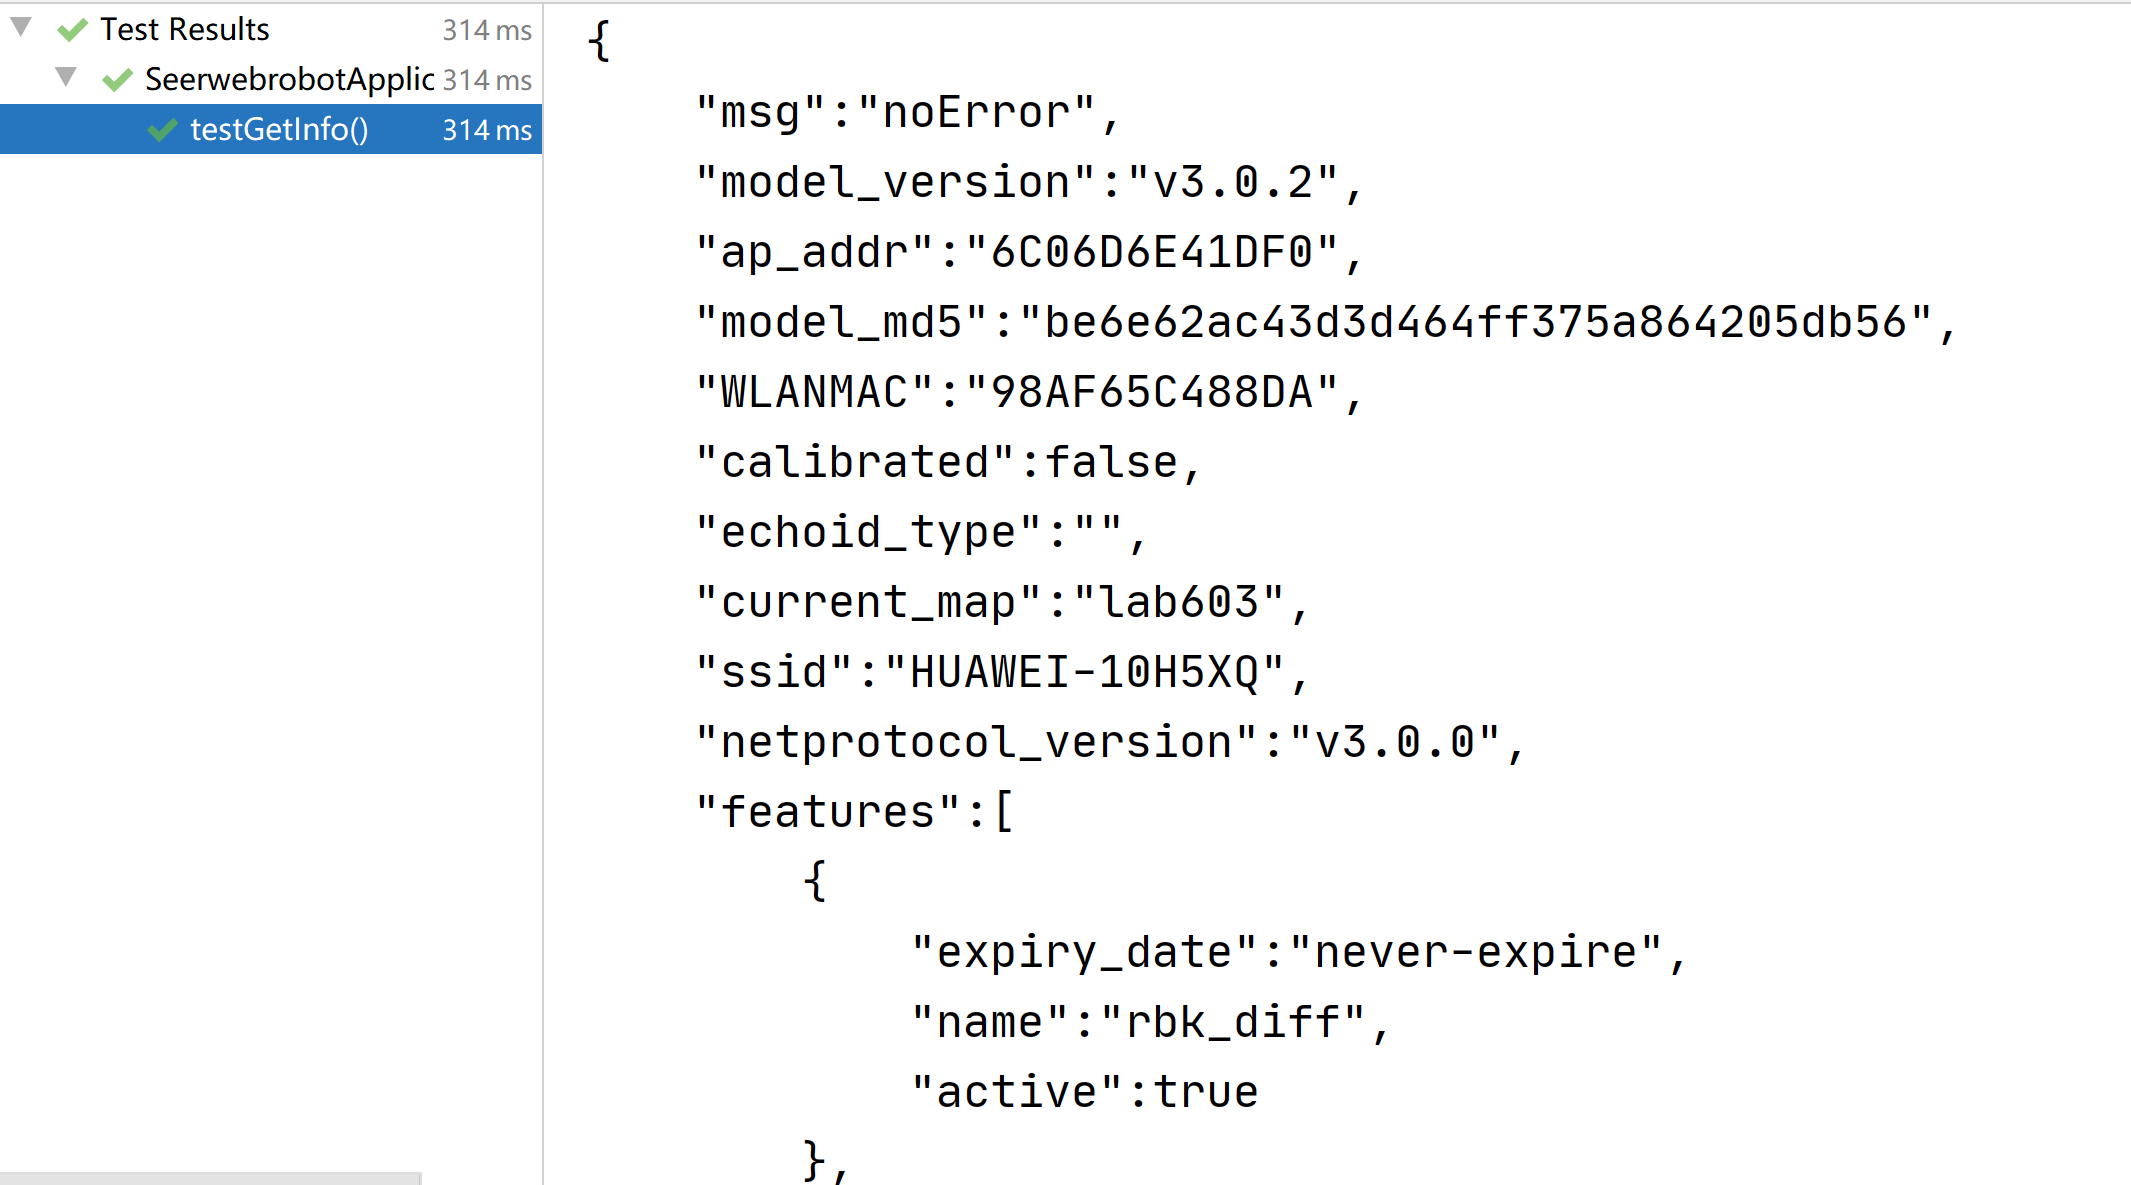 Test Results 314 ms
SeerwebrobotApplic 314 ms
testGetInfo() 314 ms
{
"msg":"noError",
"model_version":"v3.0.2",
"ap_addr":"6C06D6E41DF0",
"model_md5":"be6e62ac43d3d464ff375a864205db56",
"WLANMAC":"98AF65C488DA",
"calibrated":false,
"echoid_type":"",
"current_map":"lab603",
"ssid":"HUAWEI-10H5XQ",
"netprotocol_version":"v3.0.0",
"features":[
{
"expiry_date":"never-expire",
"name":"rbk_diff",
"active":true
},